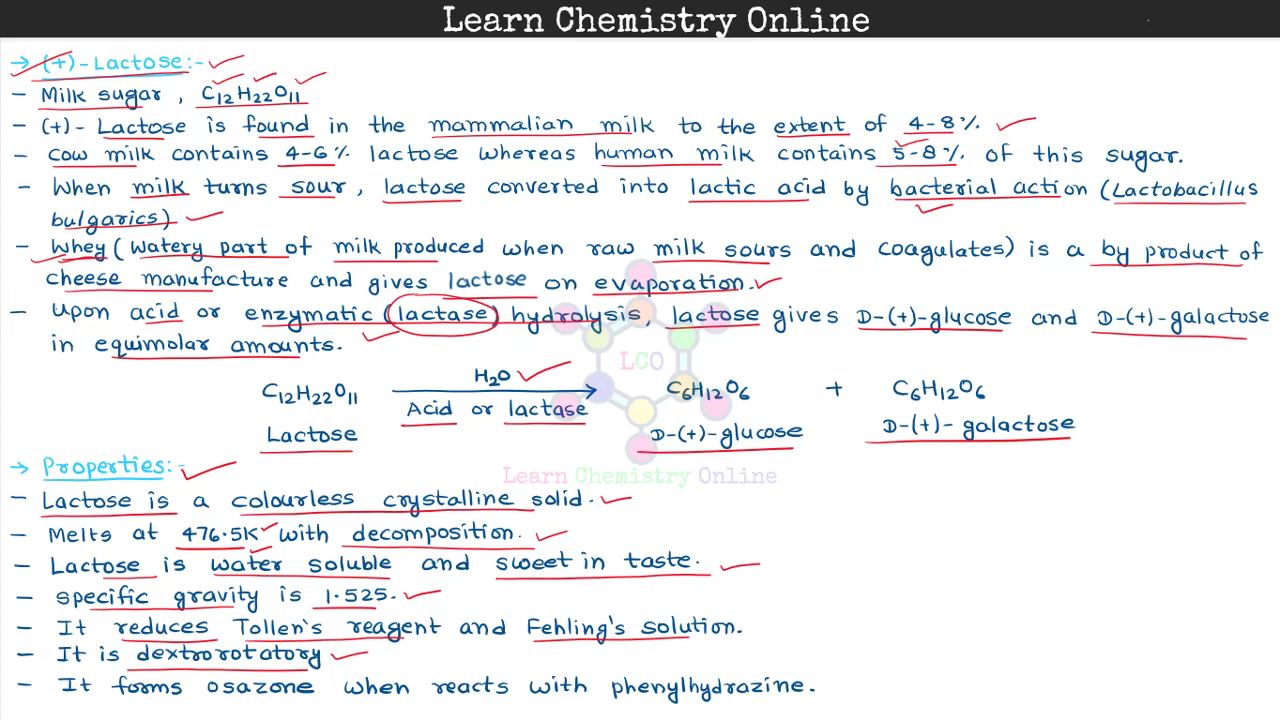 Learn Chemistry Online
→ (+)-Lactose:-
- Milk sugar, C12H22O11
- (+)- Lactose is found in the mammalian milk to the extent of 4-8%.
- Cow milk contains 4-6% lactose whereas human milk contains 5-8% of this sugar.
- When milk turns sour, lactose converted into lactic acid by bacterial action (Lactobacillus
bulgarics)
- Whey (watery part of milk produced when raw milk sours and coagulates) is a by product of
cheese manufacture and gives lactose on evaporation.
- Upon acid or enzymatic (lactase) hydrolysis, lactose gives D-(+)-glucose and D-(+)-galactose
in equimolar amounts.
H2O
C12H22O11 → C6H12O6 + C6H12O6
Acid or lactase
Lactose D-(+)-glucose D-(+)-galactose
LCO
→ Properties:-
Learn Chemistry Online
- Lactose is a colourless crystalline solid.
- Melts at 476.5K with decomposition.
- Lactose is water soluble and sweet in taste.
- Specific gravity is 1.525.
- It reduces Tollen's reagent and Fehling's solution.
- It is dextrorotatory
- It forms osazone when reacts with phenylhydrazine.